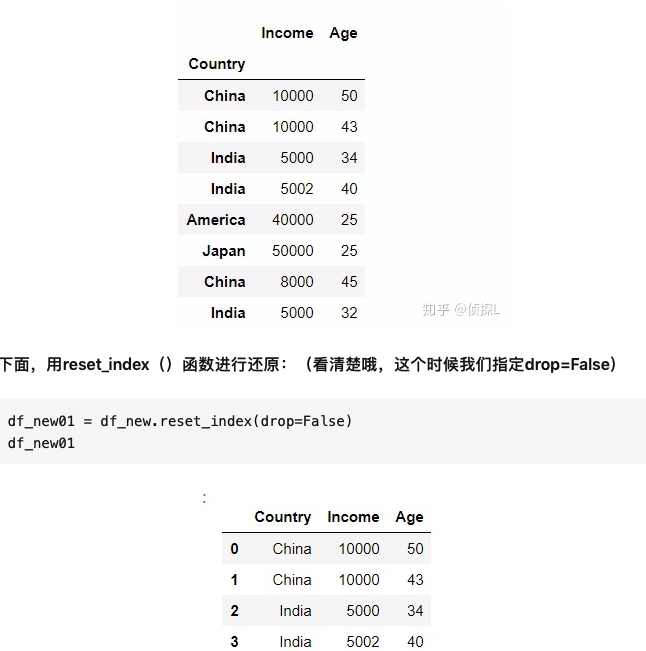 Income Age
Country
China 10000 50
China 10000 43
India 5000 34
India 5002 40
America 40000 25
Japan 50000 25
China 8000 45
India 5000 32
知乎 @侦探L
下面，用reset_index（）函数进行还原：（看清楚哦，这个时候我们指定drop=False）
df_new01 = df_new.reset_index(drop=False)
df_new01
:
Country Income Age
0 China 10000 50
1 China 10000 43
2 India 5000 34
3 India 5002 40